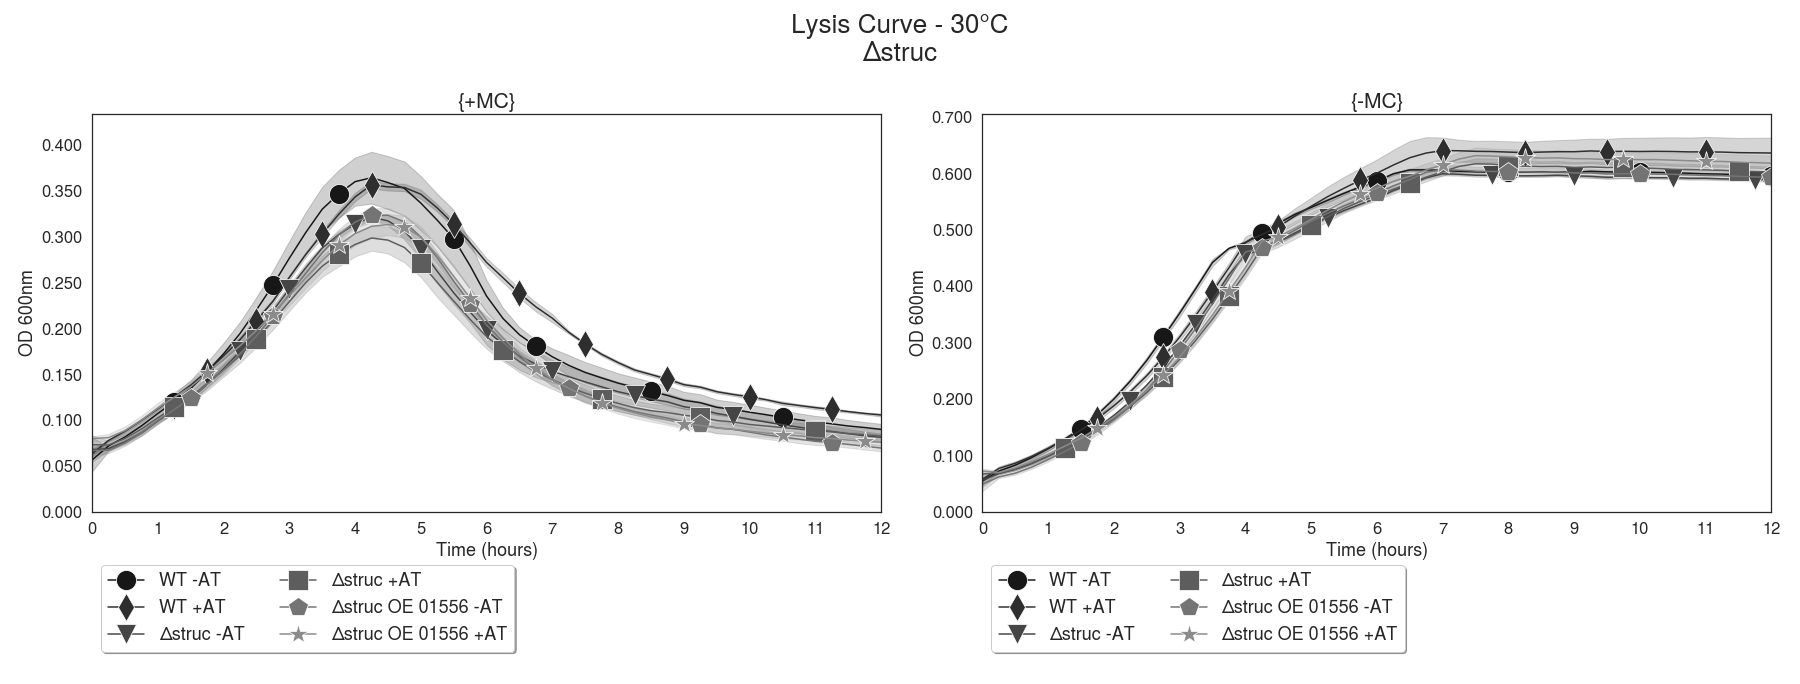 Lysis Curve - 30°C
Δstruc
{+MC}
0.400
0.350
0.300
0.250
0.200
0.150
0.100
0.050
0.000
OD 600nm
0 1 2 3 4 5 6 7 8 9 10 11 12
Time (hours)
WT -AT
WT +AT
Δstruc -AT
Δstruc +AT
Δstruc OE 01556 -AT
Δstruc OE 01556 +AT
{-MC}
0.700
0.600
0.500
0.400
0.300
0.200
0.100
0.000
OD 600nm
0 1 2 3 4 5 6 7 8 9 10 11 12
Time (hours)
WT -AT
WT +AT
Δstruc -AT
Δstruc +AT
Δstruc OE 01556 -AT
Δstruc OE 01556 +AT